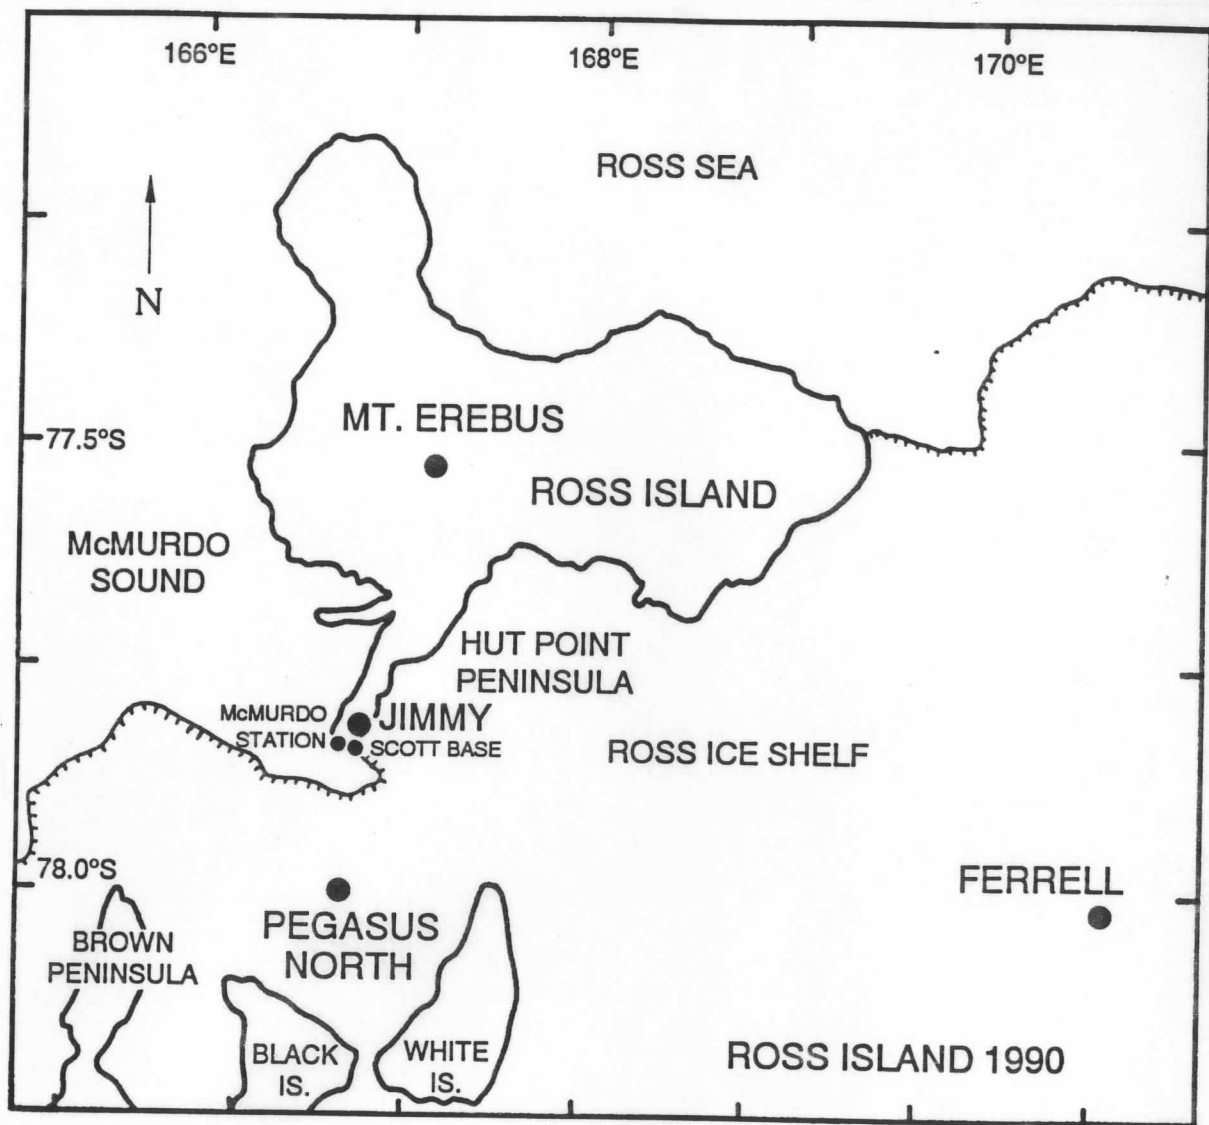 166°E
168°E
170°E
ROSS SEA
N
MT. EREBUS
77.5°S
ROSS ISLAND
McMURDO
SOUND
HUT POINT
PENINSULA
McMURDO
STATION
JIMMY
SCOTT BASE
ROSS ICE SHELF
78.0°S
FERRELL
PEGASUS
NORTH
BROWN
PENINSULA
BLACK
IS.
WHITE
IS.
ROSS ISLAND 1990